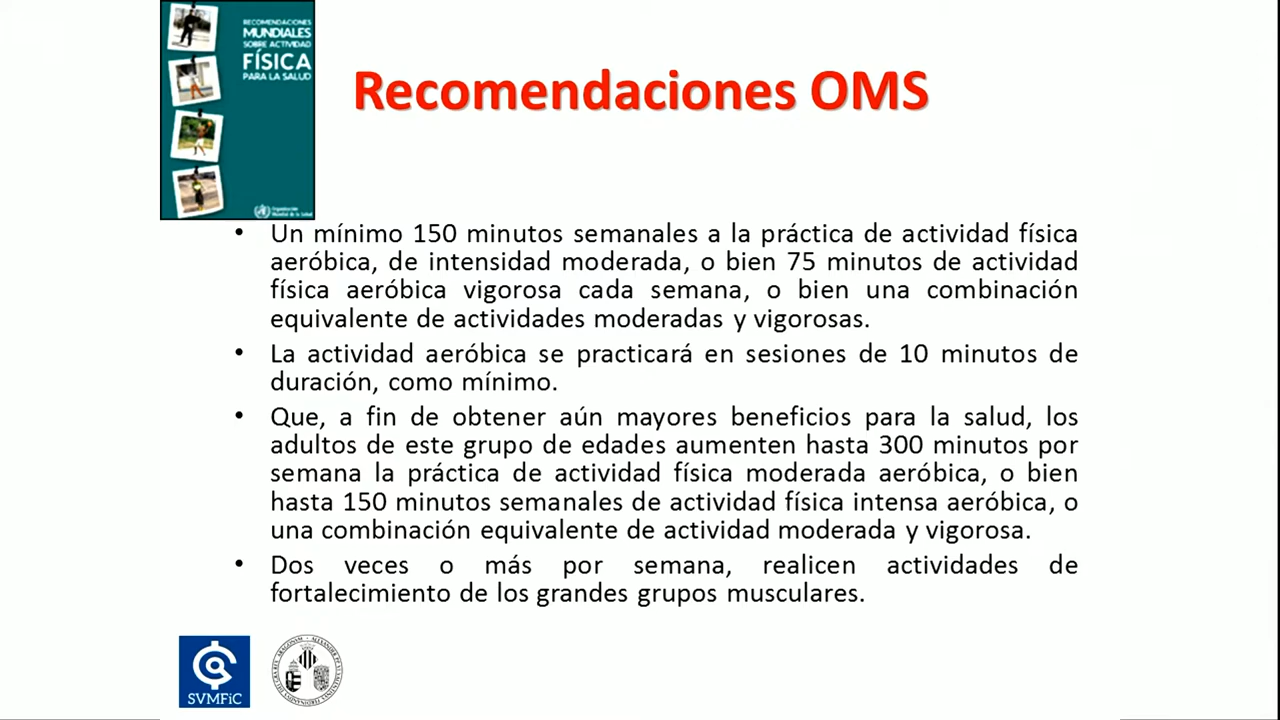 RECOMENDACIONES
MUNDIALES
SOBRE ACTIVIDAD
FÍSICA
PARA LA SALUD
Recomendaciones OMS
Organización
Mundial de la Salud
• Un mínimo 150 minutos semanales a la práctica de actividad física
aeróbica, de intensidad moderada, o bien 75 minutos de actividad
física aeróbica vigorosa cada semana, o bien una combinación
equivalente de actividades moderadas y vigorosas.
• La actividad aeróbica se practicará en sesiones de 10 minutos de
duración, como mínimo.
• Que, a fin de obtener aún mayores beneficios para la salud, los
adultos de este grupo de edades aumenten hasta 300 minutos por
semana la práctica de actividad física moderada aeróbica, o bien
hasta 150 minutos semanales de actividad física intensa aeróbica, o
una combinación equivalente de actividad moderada y vigorosa.
• Dos veces o más por semana, realicen actividades de
fortalecimiento de los grandes grupos musculares.
SVMFiC